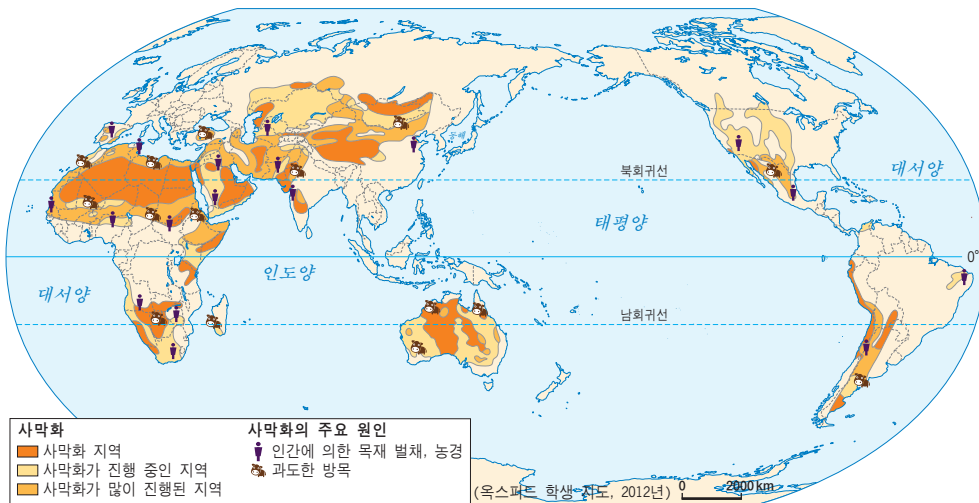 동해
북회귀선
대서양
태평양
인도양
0°
대서양
남회귀선
사막화
사막화 지역
사막화가 진행 중인 지역
사막화가 많이 진행된 지역
사막화의 주요 원인
인간에 의한 목재 벌채, 농경
과도한 방목
(옥스퍼드 학생 지도, 2012년)
0 2000 km